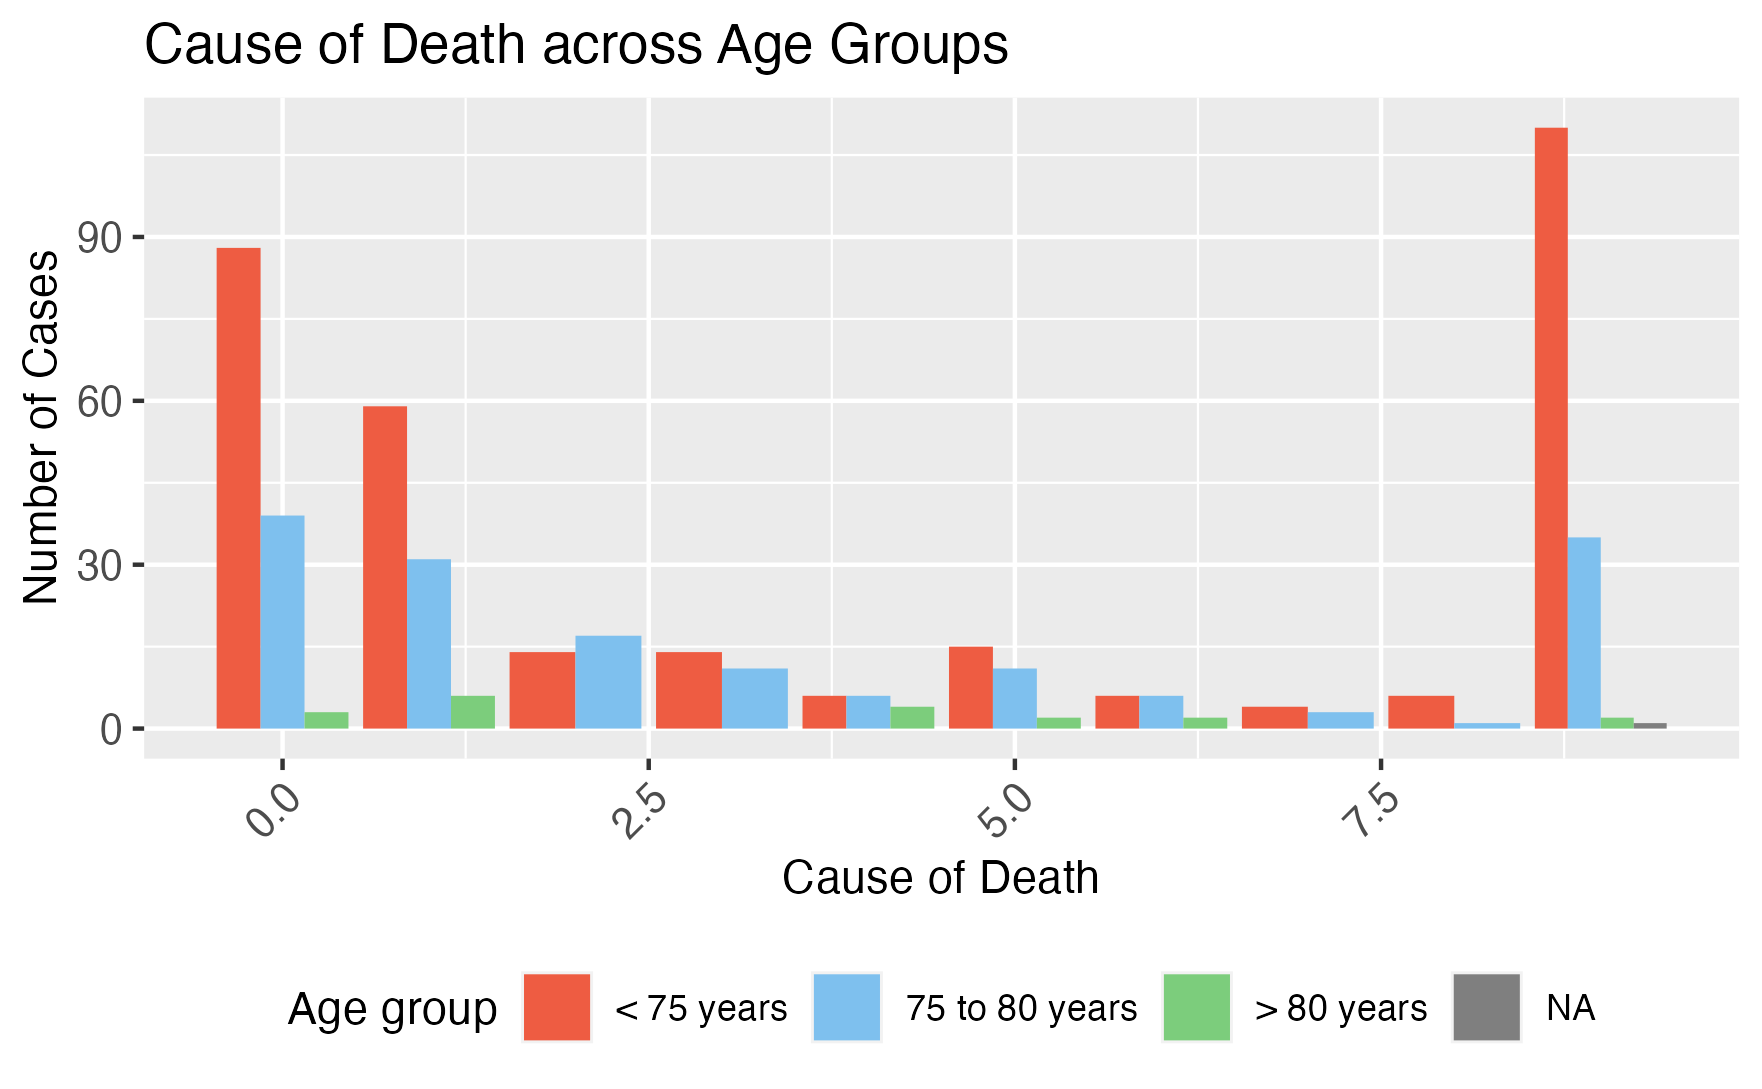 Cause of Death across Age Groups
Number of Cases
90
60
30
0
0.0 2.5 5.0 7.5
Cause of Death
Age group < 75 years 75 to 80 years > 80 years NA